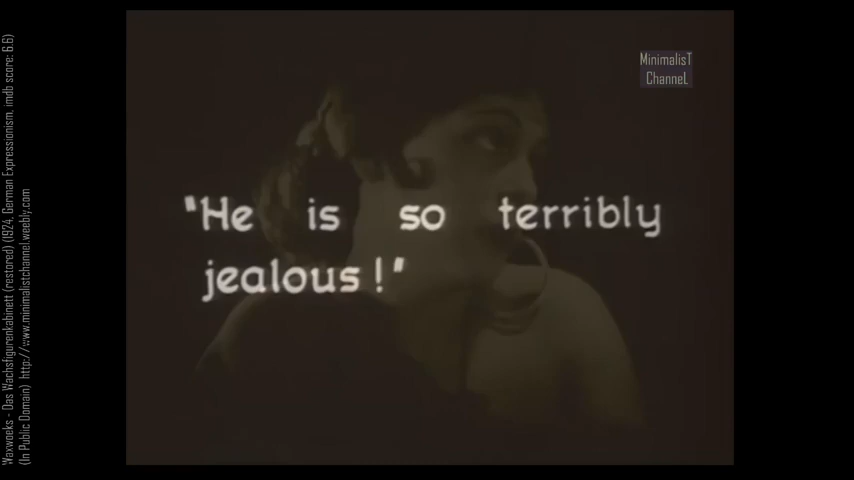 "He is so terribly
jealous!"
MinimalisT
ChanneL
Waxwoeks - Das Wachsfigurenkabinett (restored) (1924, German Expressionism, imdb score: 6.6)
(In Public Domain) http://www.minimalistchannel.weebly.com